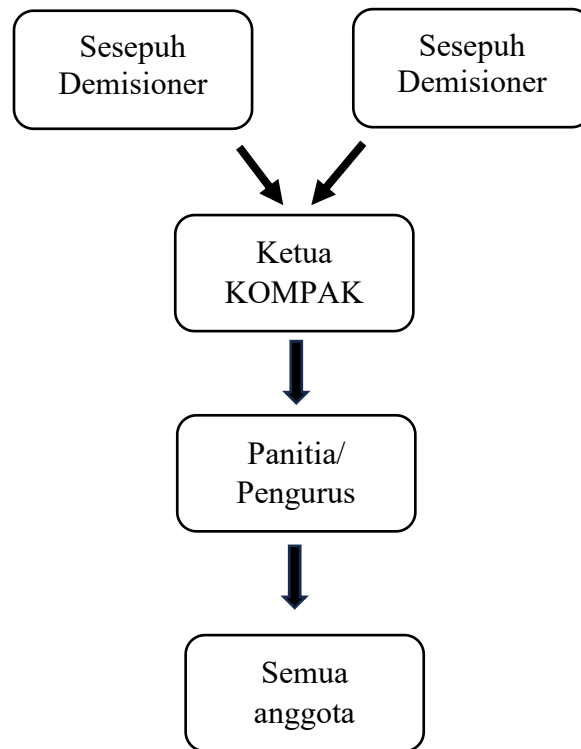 Sesepuh
Demisioner
Sesepuh
Demisioner
Ketua
KOMPAK
Panitia/
Pengurus
Semua
anggota